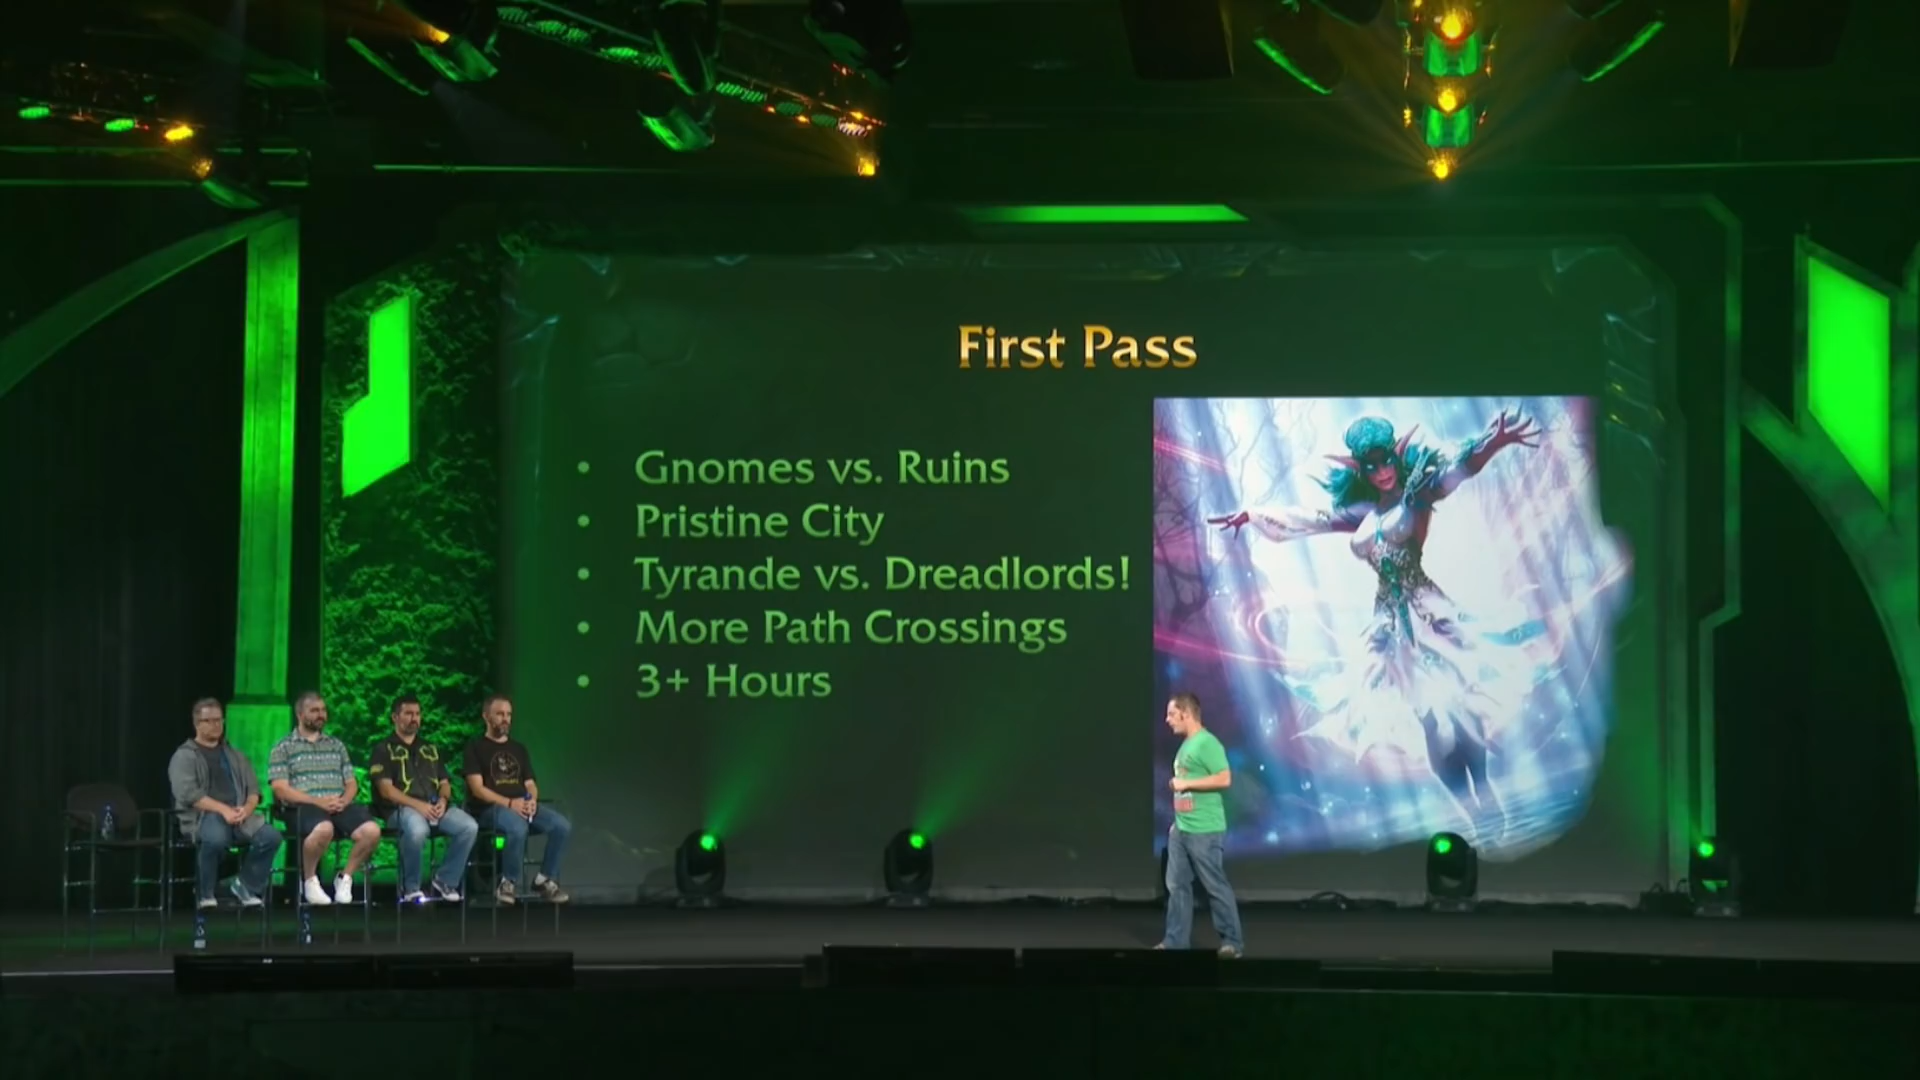 First Pass
• Gnomes vs. Ruins
• Pristine City
• Tyrande vs. Dreadlords!
• More Path Crossings
• 3+ Hours